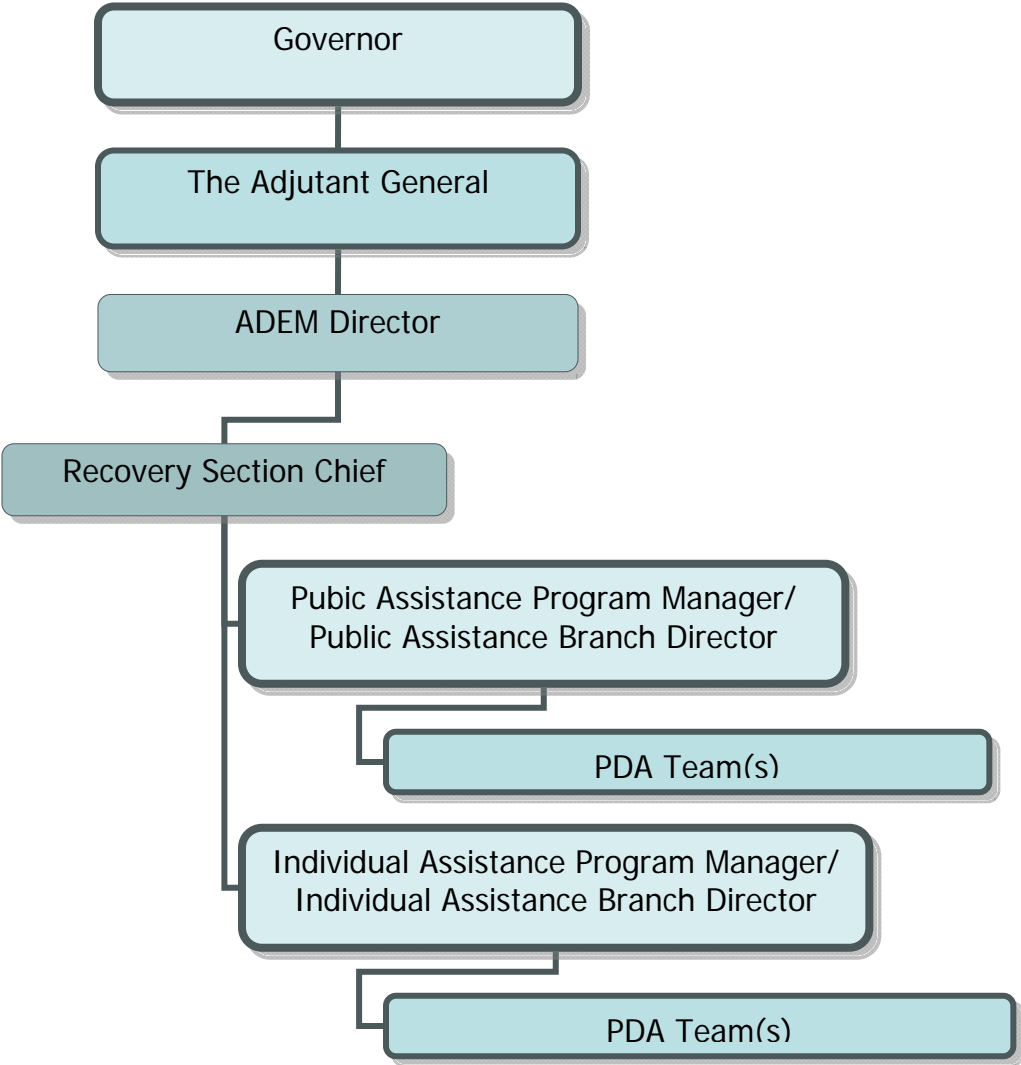 Governor
The Adjutant General
ADEM Director
Recovery Section Chief
Pubic Assistance Program Manager/
Public Assistance Branch Director
PDA Team(s)
Individual Assistance Program Manager/
Individual Assistance Branch Director
PDA Team(s)